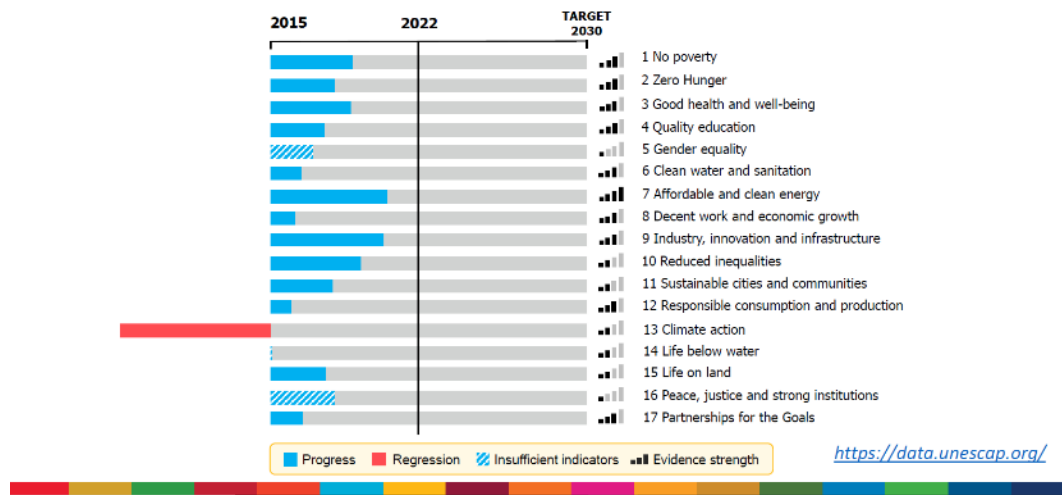 2015 2022 TARGET 2030
1 No poverty
2 Zero Hunger
3 Good health and well-being
4 Quality education
5 Gender equality
6 Clean water and sanitation
7 Affordable and clean energy
8 Decent work and economic growth
9 Industry, innovation and infrastructure
10 Reduced inequalities
11 Sustainable cities and communities
12 Responsible consumption and production
13 Climate action
14 Life below water
15 Life on land
16 Peace, justice and strong institutions
17 Partnerships for the Goals
Progress Regression Insufficient indicators Evidence strength
https://data.unescap.org/